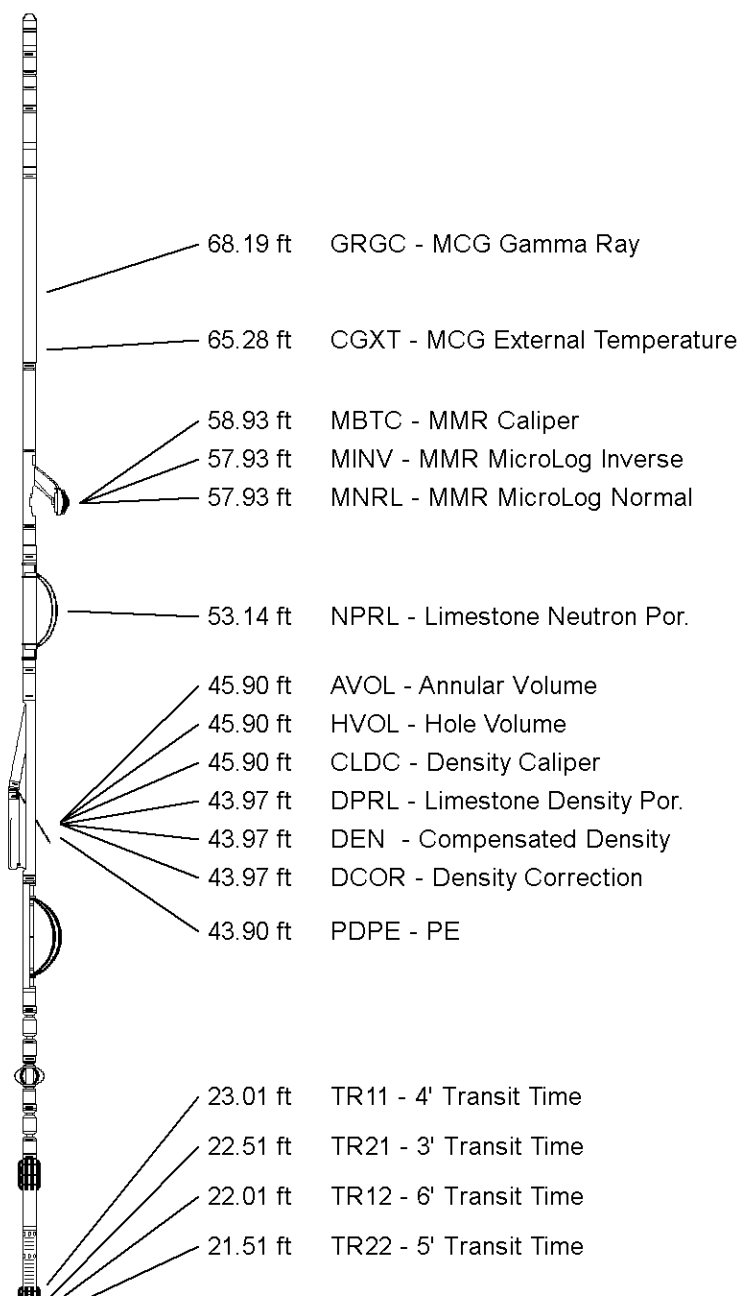 68.19 ft GRGC - MCG Gamma Ray
65.28 ft CGXT - MCG External Temperature
58.93 ft MBTC - MMR Caliper
57.93 ft MINV - MMR MicroLog Inverse
57.93 ft MNRL - MMR MicroLog Normal
53.14 ft NPRL - Limestone Neutron Por.
45.90 ft AVOL - Annular Volume
45.90 ft HVOL - Hole Volume
45.90 ft CLDC - Density Caliper
43.97 ft DPRL - Limestone Density Por.
43.97 ft DEN - Compensated Density
43.97 ft DCOR - Density Correction
43.90 ft PDPE - PE
23.01 ft TR11 - 4' Transit Time
22.51 ft TR21 - 3' Transit Time
22.01 ft TR12 - 6' Transit Time
21.51 ft TR22 - 5' Transit Time